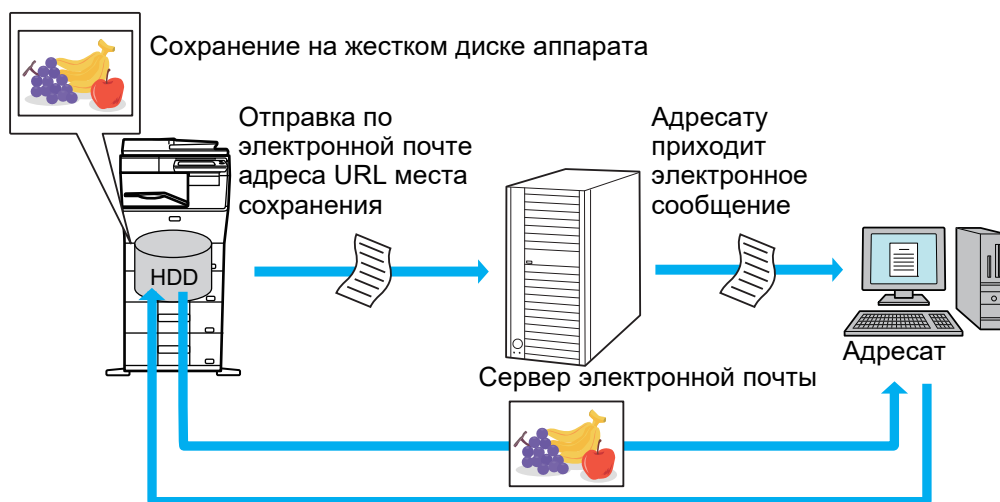 Сохранение на жестком диске аппарата
Отправка по
электронной почте
адреса URL места
сохранения
Адресату
приходит
электронное
сообщение
HDD
Адресат
Сервер электронной почты